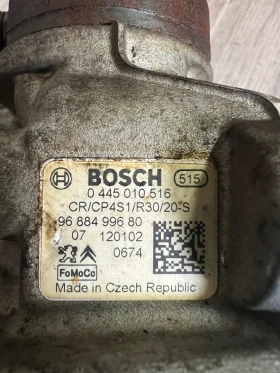 BOSCH 515
0 445 010 516
CR/CP4S1/R30/20-S
96 884 996 80
07 120102
0674
FoMoCo
Made in Czech Republic